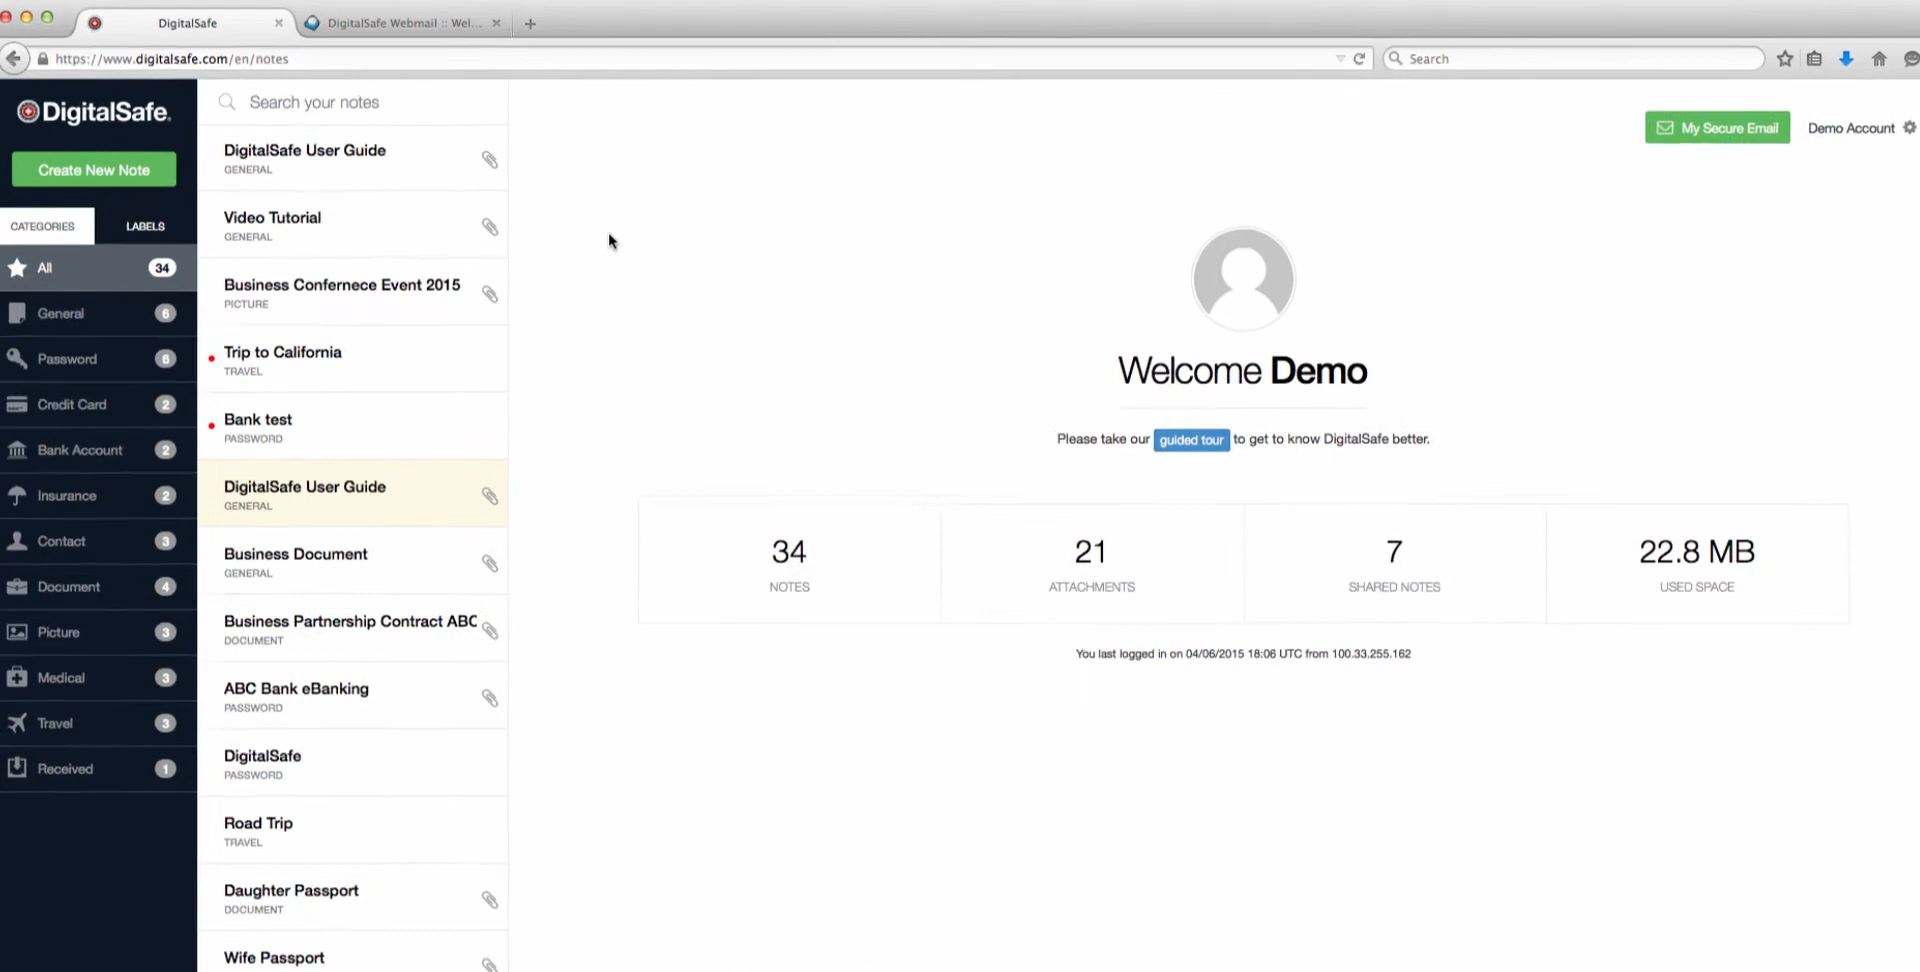 DigitalSafe
DigitalSafe Webmail :: Wel...
https://www.digitalsafe.com/en/notes
Search
DigitalSafe.
Create New Note
CATEGORIES
LABELS
All 34
General 6
Password 6
Credit Card 2
Bank Account 2
Insurance 2
Contact 3
Document 4
Picture 3
Medical 3
Travel 3
Received 1
Search your notes
DigitalSafe User Guide
GENERAL
Video Tutorial
GENERAL
Business Confernece Event 2015
PICTURE
Trip to California
TRAVEL
Bank test
PASSWORD
DigitalSafe User Guide
GENERAL
Business Document
GENERAL
Business Partnership Contract ABC
DOCUMENT
ABC Bank eBanking
PASSWORD
DigitalSafe
PASSWORD
Road Trip
TRAVEL
Daughter Passport
DOCUMENT
Wife Passport
My Secure Email
Demo Account
Welcome Demo
Please take our guided tour to get to know DigitalSafe better.
34
NOTES
21
ATTACHMENTS
7
SHARED NOTES
22.8 MB
USED SPACE
You last logged in on 04/06/2015 18:06 UTC from 100.33.255.162